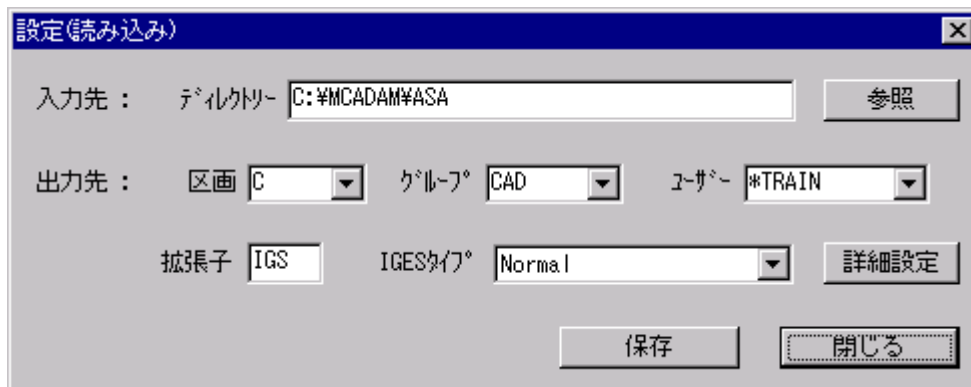 設定(読み込み)
入力先： ﾃﾞｨﾚｸﾄﾘｰ C:¥MCADAM¥ASA 参照
出力先： 区画 C ｸﾞﾙｰﾌﾟ CAD ﾕｰｻﾞｰ *TRAIN
拡張子 IGS IGESﾀｲﾌﾟ Normal 詳細設定
保存 閉じる